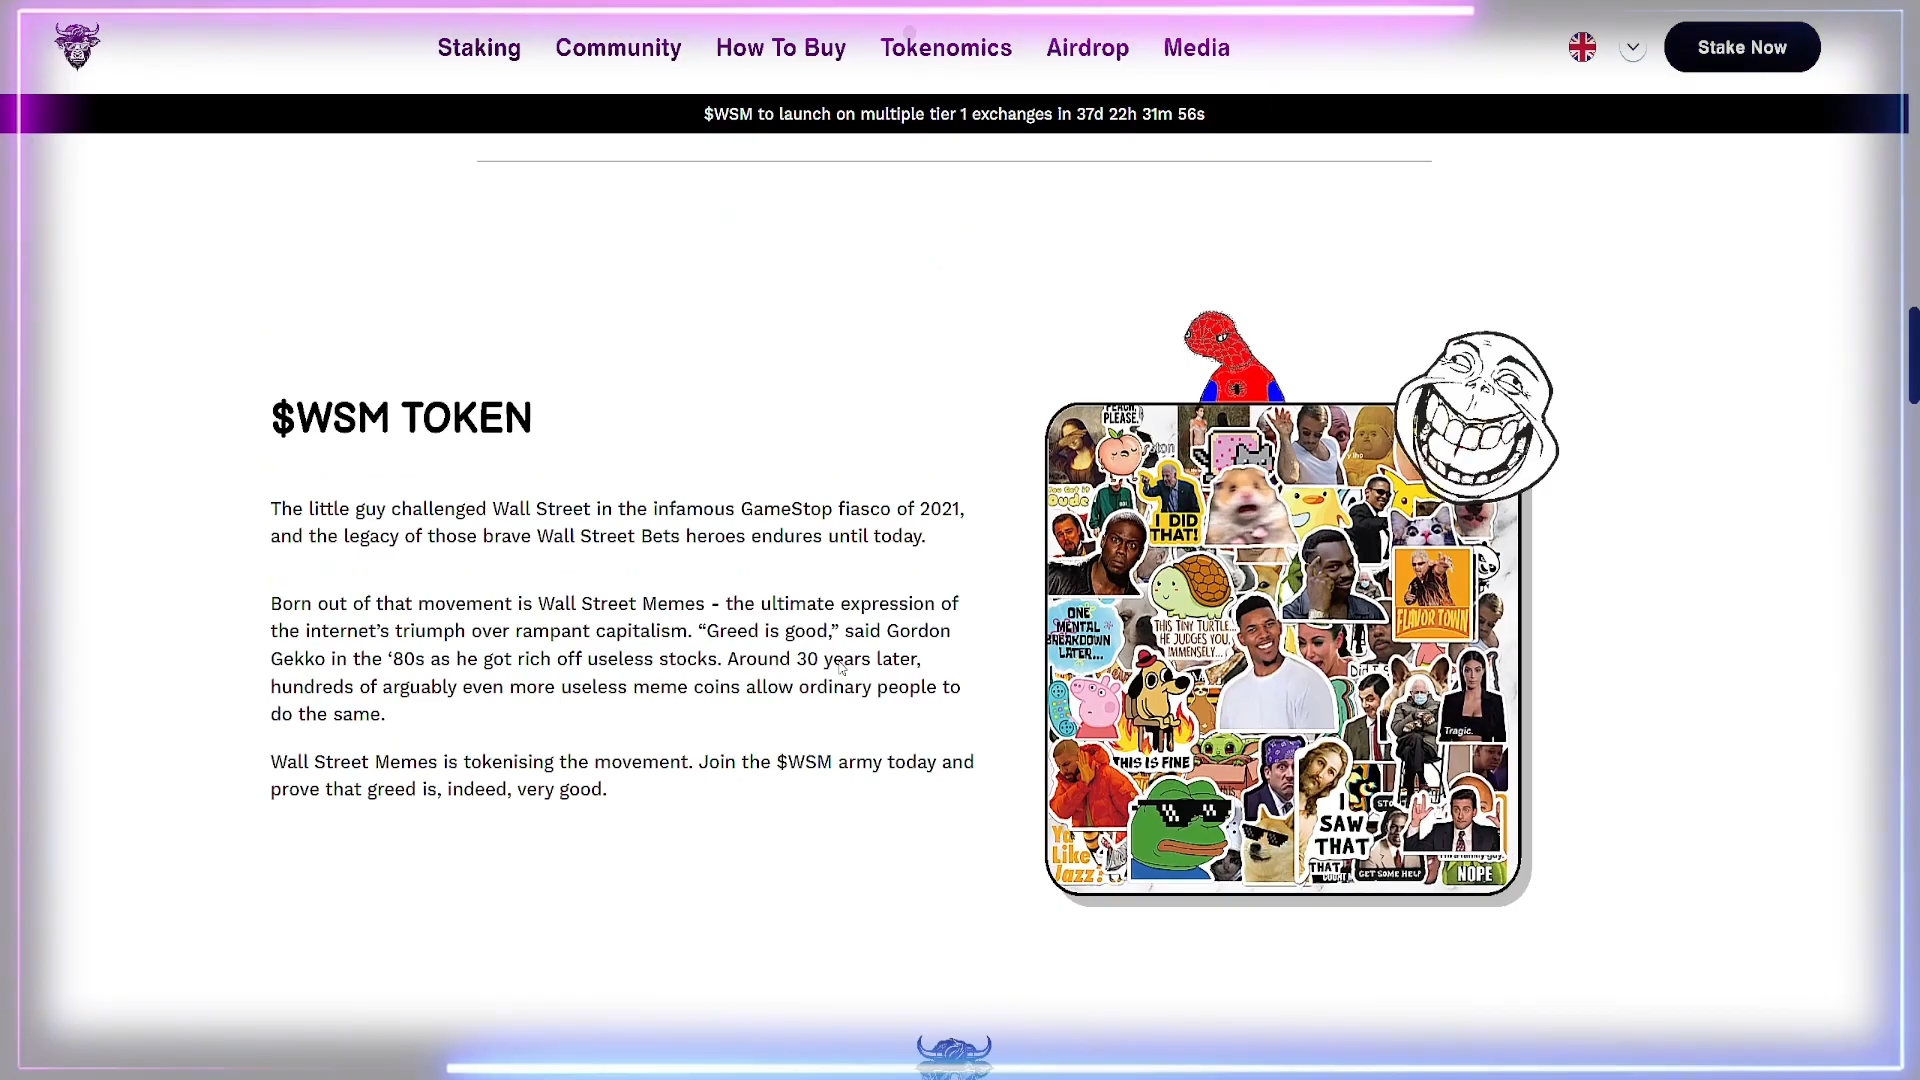 Staking
Community
How To Buy
Tokenomics
Airdrop
Media
Stake Now
$WSM to launch on multiple tier 1 exchanges in 37d 22h 31m 56s
$WSM TOKEN
The little guy challenged Wall Street in the infamous GameStop fiasco of 2021,
and the legacy of those brave Wall Street Bets heroes endures until today.
Born out of that movement is Wall Street Memes - the ultimate expression of
the internet’s triumph over rampant capitalism. “Greed is good,” said Gordon
Gekko in the ‘80s as he got rich off useless stocks. Around 30 years later,
hundreds of arguably even more useless meme coins allow ordinary people to
do the same.
Wall Street Memes is tokenising the movement. Join the $WSM army today and
prove that greed is, indeed, very good.
PLEASE.
Dude
I DID
THAT!
FLAVOR TOWN
ONE
MENTAL
BREAKDOWN
LATER...
THIS TINY TURTLE...
HE JUDGES YOU.
IMMENSELY...
Tragic.
THIS IS FINE
I
SAW
THAT
THAT
Ya
Like
Jazz?
GET SOME HELP
NOPE